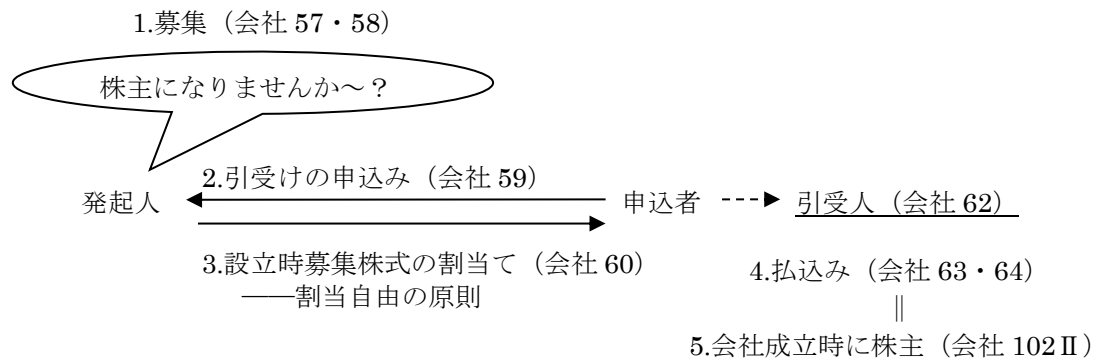 1.募集（会社 57・58）
株主になりませんか～？
2.引受けの申込み（会社 59）
発起人
申込者
引受人（会社 62）
3.設立時募集株式の割当て（会社 60）
――割当自由の原則
4.払込み（会社 63・64）
∥
5.会社成立時に株主（会社 102Ⅱ）